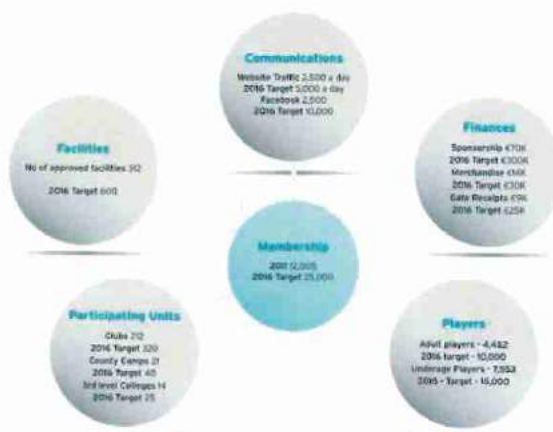 Communications
Website Traffic 2,500 a day
2016 Target 5,000 a day
Facebook 2,500
2016 Target 10,000
Facilities
No of approved facilities 312
2016 Target 600
Finances
Sponsorship €70K
2016 Target €100K
Merchandise
2016 Target €30K
Gate Receipts €9K
2016 Target €25K
Membership
2011 12,005
2016 Target 25,000
Participating Units
Clubs 212
2016 Target 320
County Camps 21
2016 Target 40
3rd level Colleges 14
2016 Target 25
Players
Adult players - 4,452
2016 target - 10,000
Underage Players - 7,553
2016 - Target - 15,000